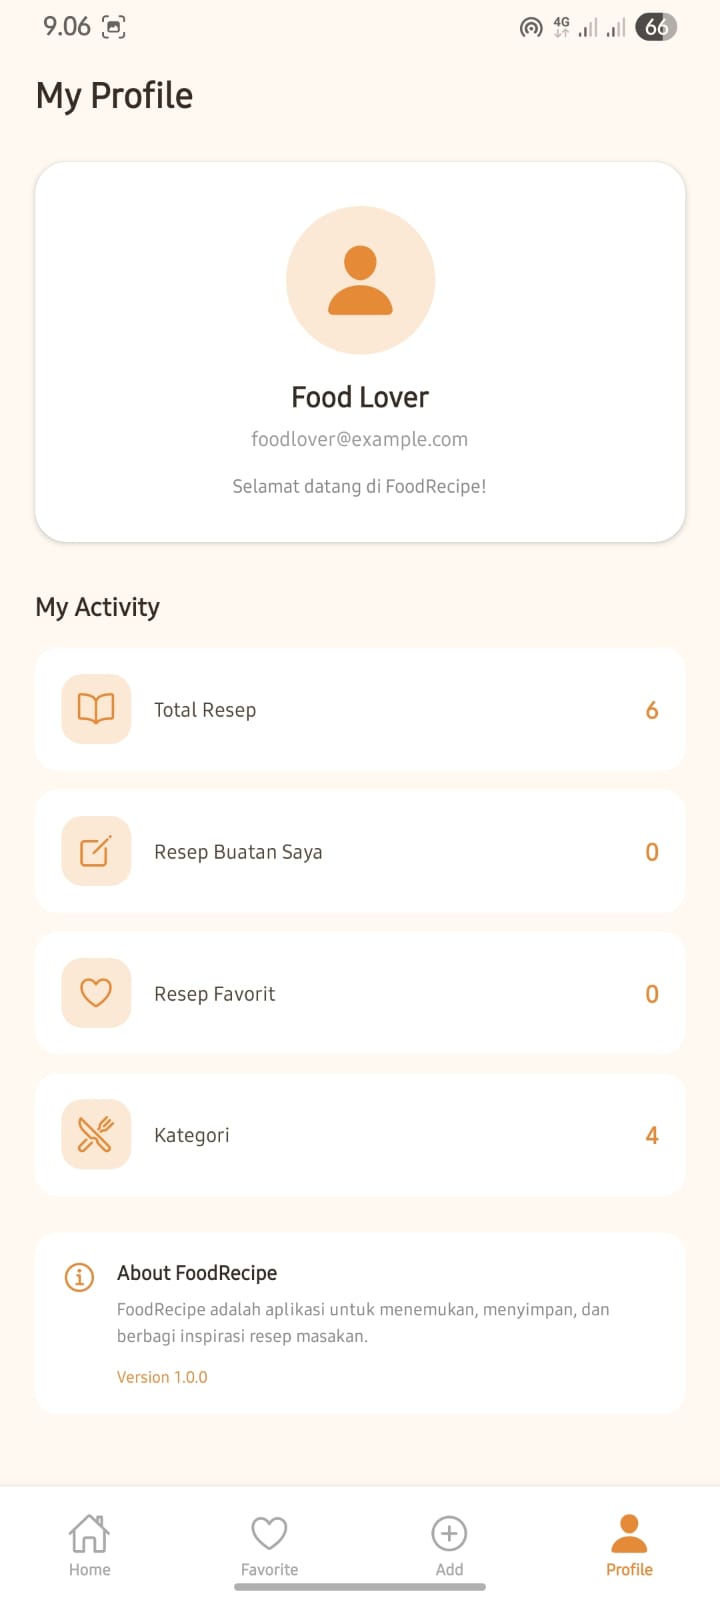 9.06
4G
66
My Profile
Food Lover
foodlover@example.com
Selamat datang di FoodRecipe!
My Activity
Total Resep
6
Resep Buatan Saya
0
Resep Favorit
0
Kategori
4
About FoodRecipe
FoodRecipe adalah aplikasi untuk menemukan, menyimpan, dan
berbagi inspirasi resep masakan.
Version 1.0.0
Home
Favorite
Add
Profile